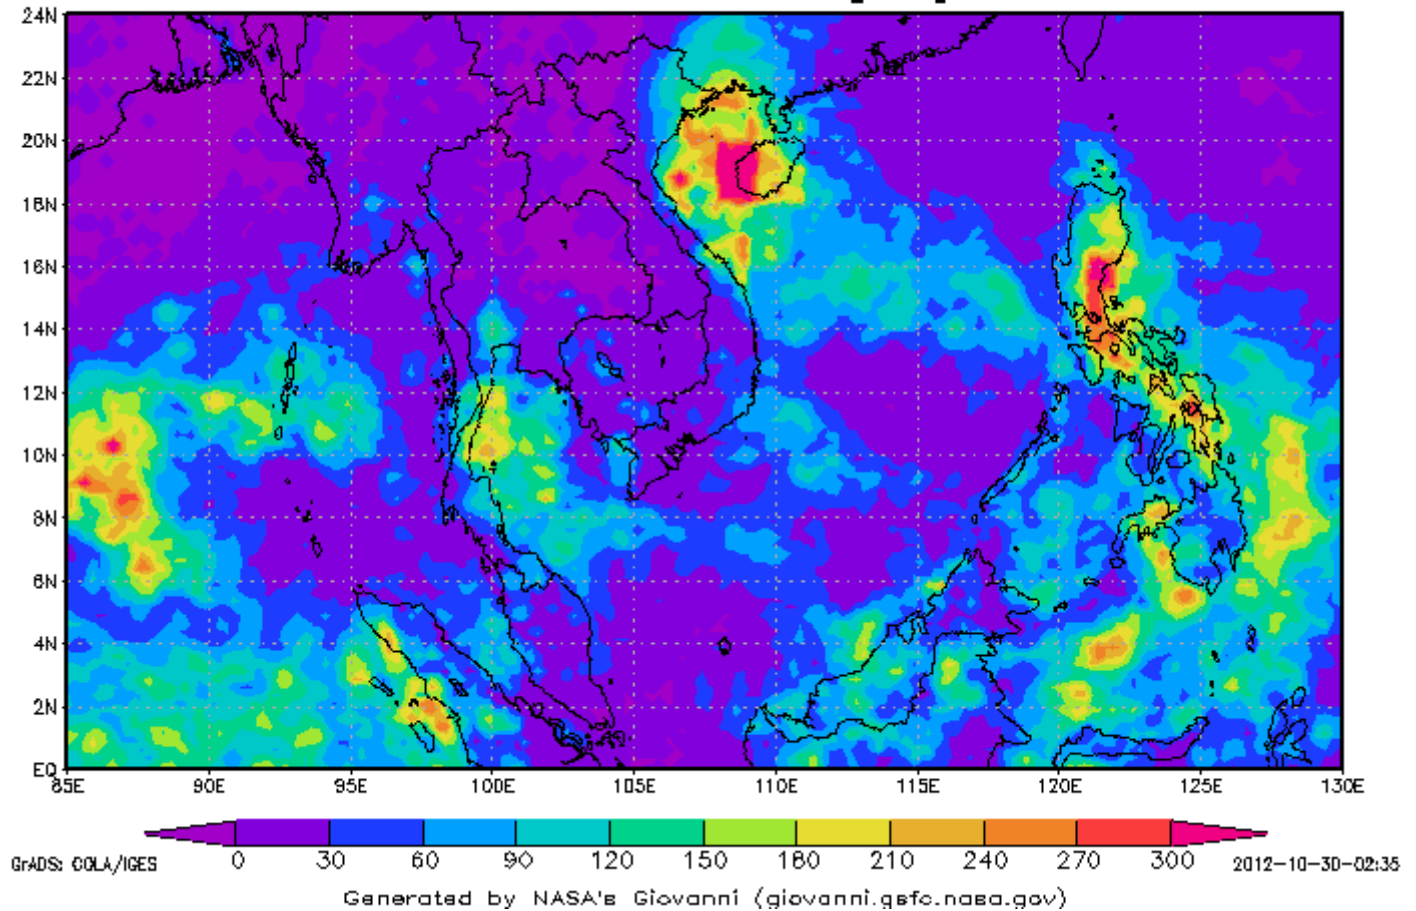 24N
22N
20N
18N
16N
14N
12N
10N
8N
6N
4N
2N
EQ
85E 90E 95E 100E 105E 110E 115E 120E 125E 130E
0 30 60 90 120 150 180 210 240 270 300
GrADS: COLA/IGES 2012-10-30-02:35
Generated by NASA's Giovanni (giovanni.gsfc.nasa.gov)